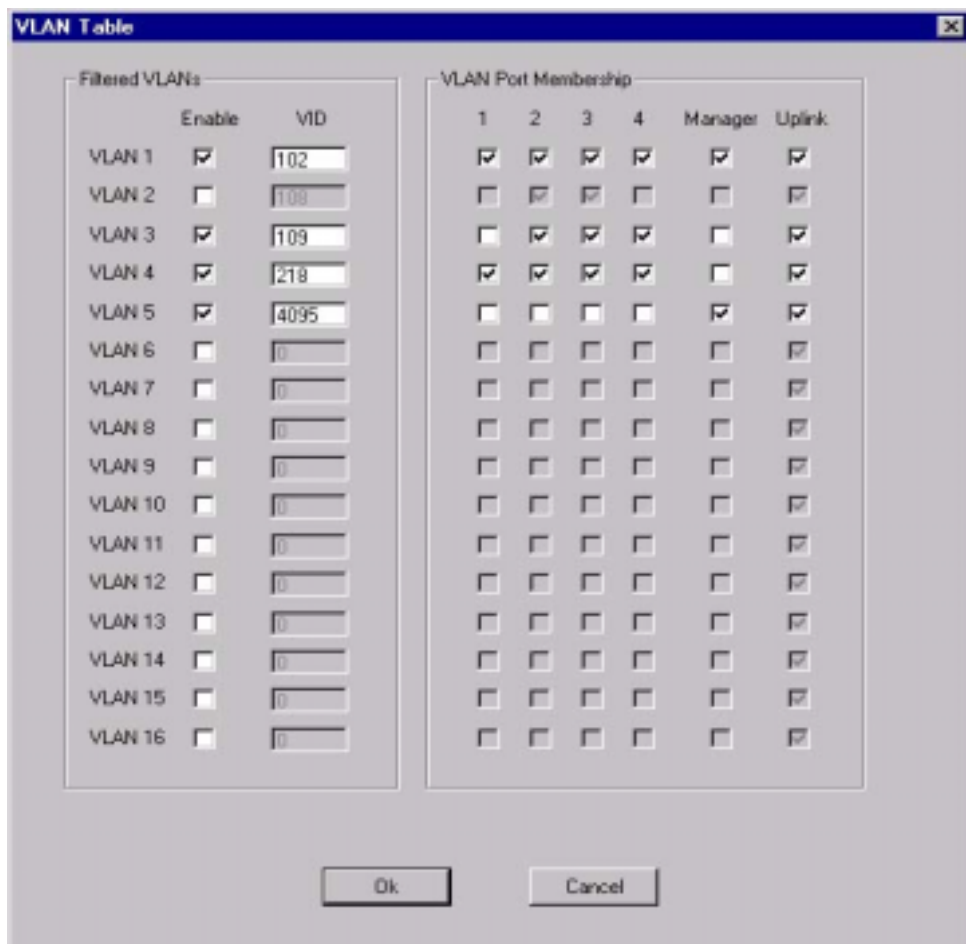 VLAN Table
Filtered VLANs
VLAN Port Membership
Enable VID 1 2 3 4 Manager Uplink
VLAN 1 102
VLAN 2 108
VLAN 3 109
VLAN 4 218
VLAN 5 4095
VLAN 6 0
VLAN 7 0
VLAN 8 0
VLAN 9 0
VLAN 10 0
VLAN 11 0
VLAN 12 0
VLAN 13 0
VLAN 14 0
VLAN 15 0
VLAN 16 0
Ok Cancel